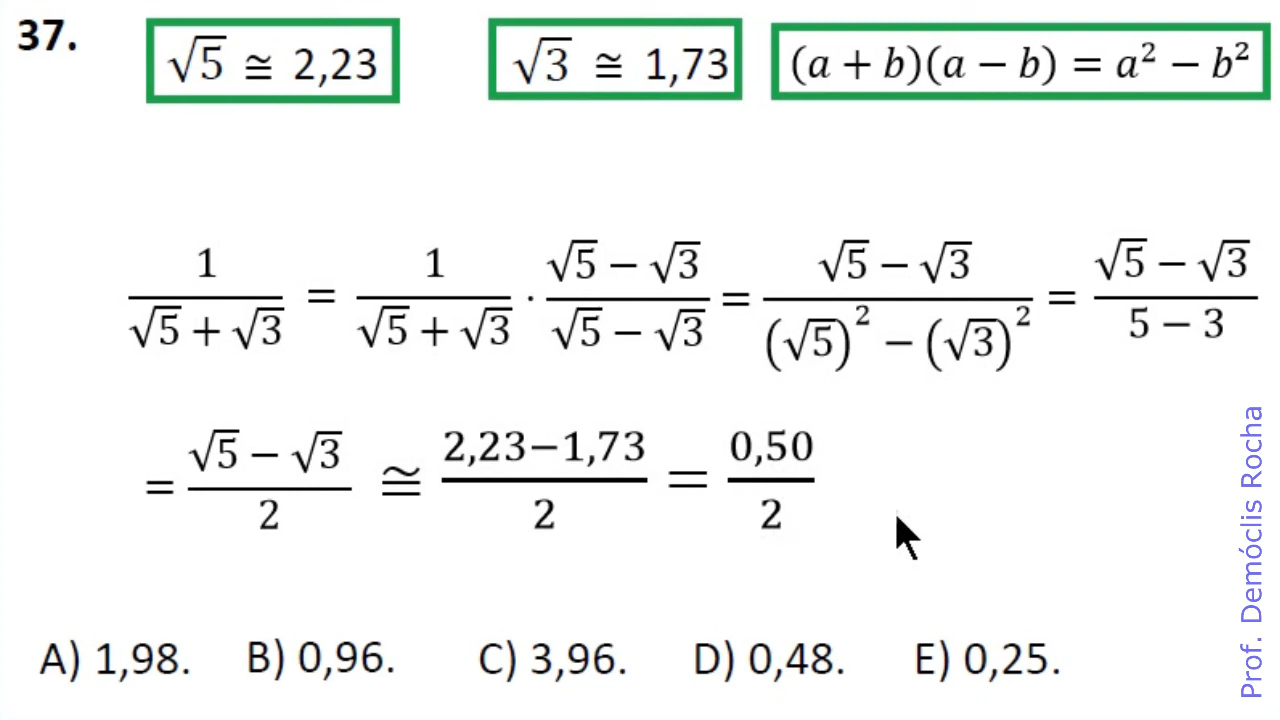 37.
√5 ≅ 2,23
√3 ≅ 1,73
(a + b)(a − b) = a² − b²
1/(√5 + √3) = 1/(√5 + √3) · (√5 − √3)/(√5 − √3) = (√5 − √3)/((√5)² − (√3)²) = (√5 − √3)/(5 − 3)
= (√5 − √3)/2 ≅ (2,23−1,73)/2 = 0,50/2
A) 1,98. B) 0,96. C) 3,96. D) 0,48. E) 0,25.
Prof. Demóclis Rocha